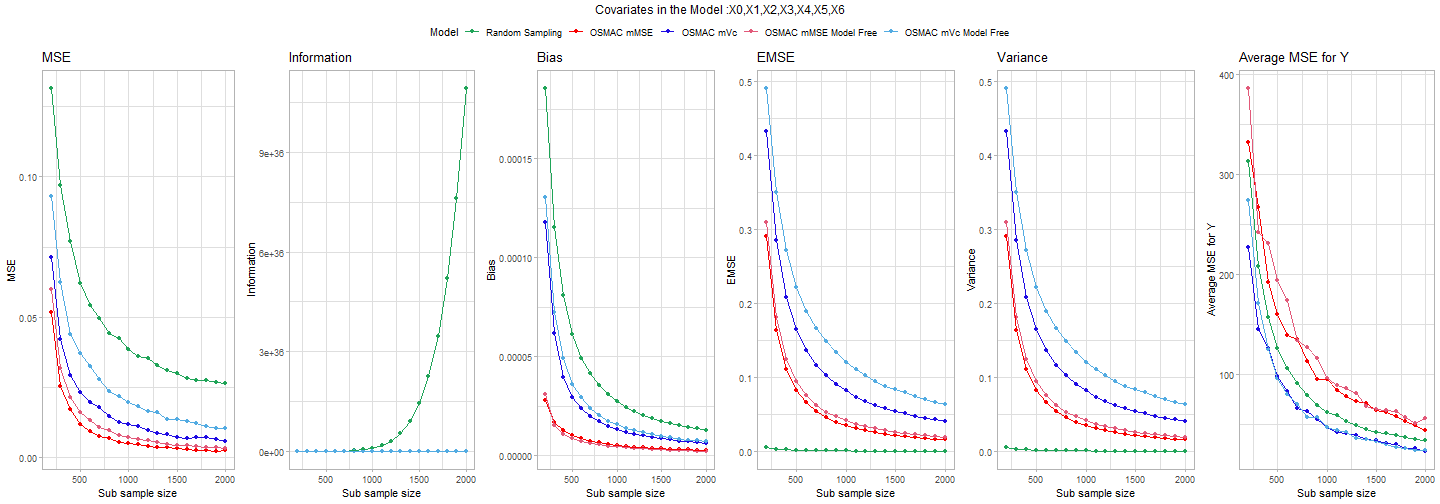 Covariates in the Model :X0,X1,X2,X3,X4,X5,X6
Model Random Sampling OSMAC mMSE OSMAC mVc OSMAC mMSE Model Free OSMAC mVc Model Free
MSE
MSE
0.10
0.05
0.00
500 1000 1500 2000
Sub sample size
Information
Information
9e+36
6e+36
3e+36
0e+00
500 1000 1500 2000
Sub sample size
Bias
Bias
0.00015
0.00010
0.00005
0.00000
500 1000 1500 2000
Sub sample size
EMSE
EMSE
0.5
0.4
0.3
0.2
0.1
0.0
500 1000 1500 2000
Sub sample size
Variance
Variance
0.5
0.4
0.3
0.2
0.1
0.0
500 1000 1500 2000
Sub sample size
Average MSE for Y
Average MSE for Y
400
300
200
100
500 1000 1500 2000
Sub sample size